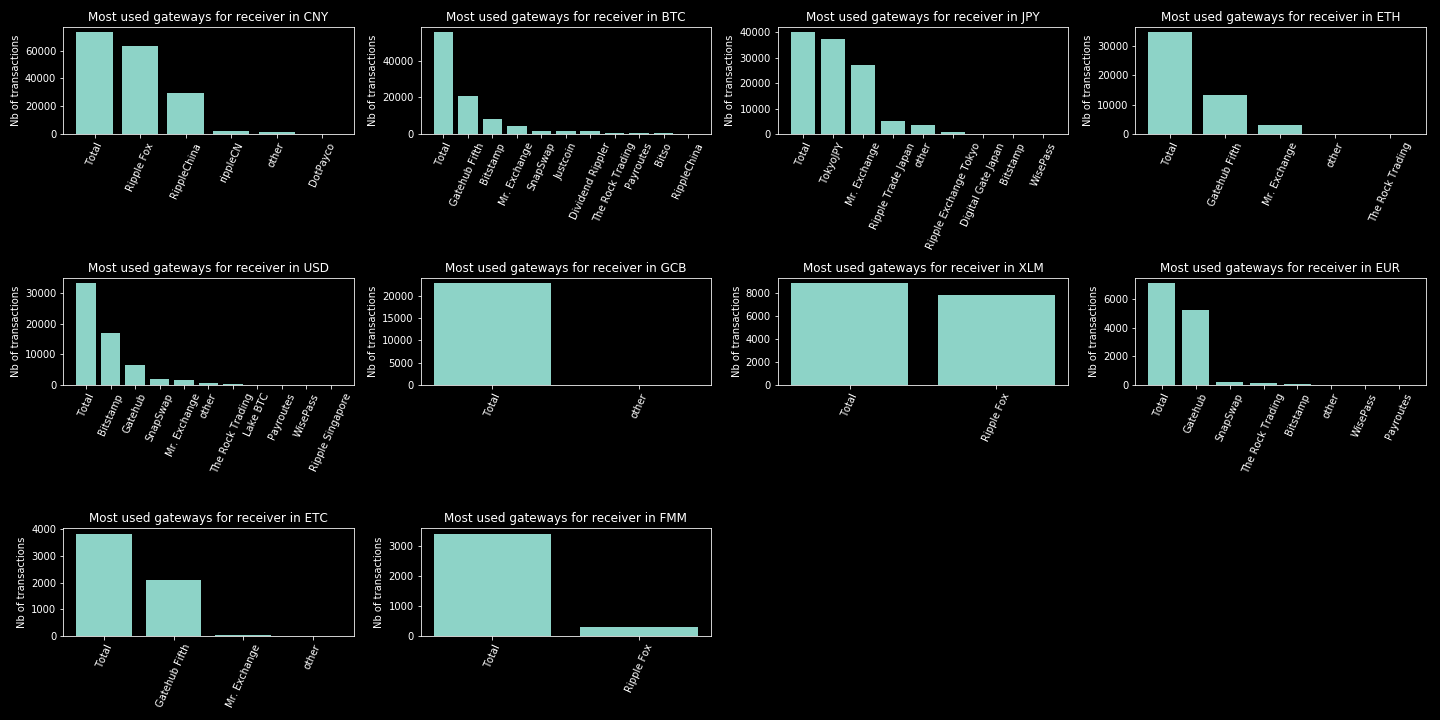 Most used gateways for receiver in CNY
Nb of transactions
60000
40000
20000
0
Total
Ripple Fox
RippleChina
rippleCN
other
DotPayco
Most used gateways for receiver in BTC
Nb of transactions
40000
20000
0
Total
Gatehub Fifth
Bitstamp
Mr. Exchange
SnapSwap
Justcoin
Dividend Rippler
The Rock Trading
Payroutes
Bitso
RippleChina
Most used gateways for receiver in JPY
Nb of transactions
40000
30000
20000
10000
0
Total
TokyoJPY
Mr. Exchange
Ripple Trade Japan
other
Ripple Exchange Tokyo
Digital Gate Japan
Bitstamp
WisePass
Most used gateways for receiver in ETH
Nb of transactions
30000
20000
10000
0
Total
Gatehub Fifth
Mr. Exchange
other
The Rock Trading
Most used gateways for receiver in USD
Nb of transactions
30000
20000
10000
0
Total
Bitstamp
Gatehub
SnapSwap
Mr. Exchange
other
The Rock Trading
Lake BTC
Payroutes
WisePass
Ripple Singapore
Most used gateways for receiver in GCB
Nb of transactions
20000
15000
10000
5000
0
Total
other
Most used gateways for receiver in XLM
Nb of transactions
8000
6000
4000
2000
0
Total
Ripple Fox
Most used gateways for receiver in EUR
Nb of transactions
6000
4000
2000
0
Total
Gatehub
SnapSwap
The Rock Trading
Bitstamp
other
WisePass
Payroutes
Most used gateways for receiver in ETC
Nb of transactions
4000
3000
2000
1000
0
Total
Gatehub Fifth
Mr. Exchange
other
Most used gateways for receiver in FMM
Nb of transactions
3000
2000
1000
0
Total
Ripple Fox